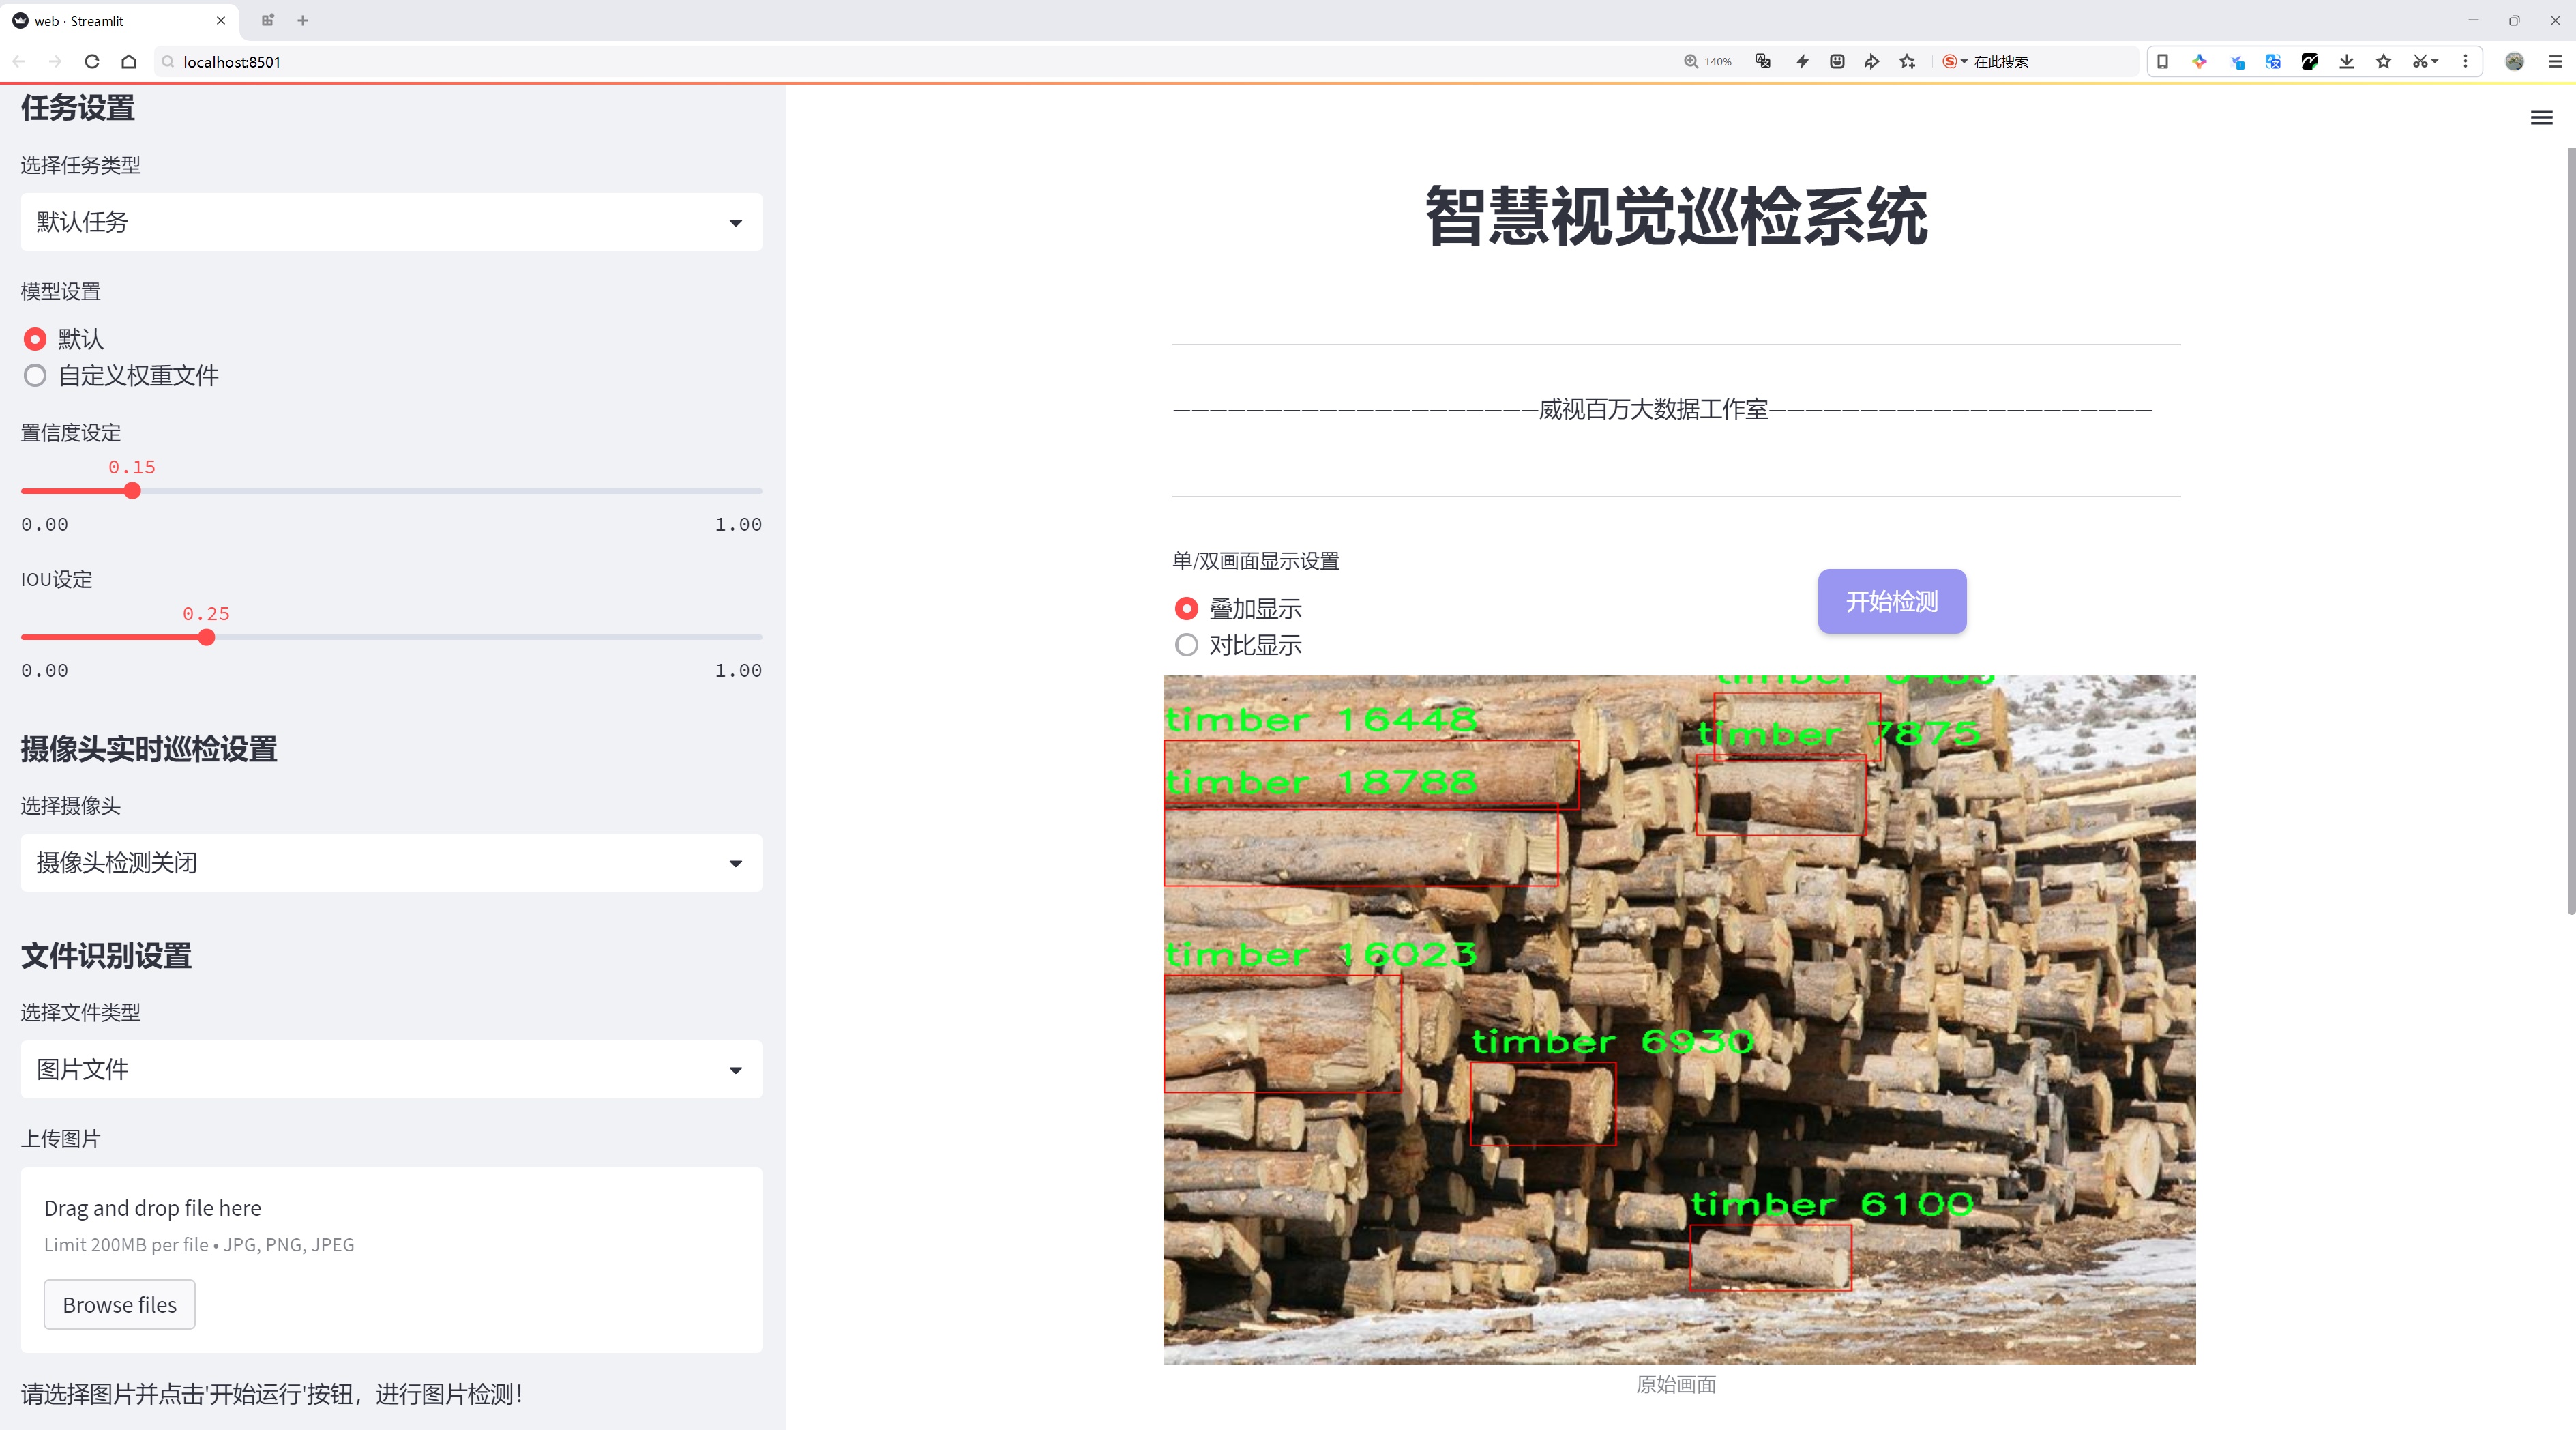 web · Streamlit
localhost:8501
140%
在此搜索
任务设置
选择任务类型
默认任务
模型设置
默认
自定义权重文件
置信度设定
0.15
0.00
1.00
IOU设定
0.25
0.00
1.00
摄像头实时巡检设置
选择摄像头
摄像头检测关闭
文件识别设置
选择文件类型
图片文件
上传图片
Drag and drop file here
Limit 200MB per file • JPG, PNG, JPEG
Browse files
请选择图片并点击'开始运行'按钮，进行图片检测！
智慧视觉巡检系统
————————————————————威视百万大数据工作室—————————————————————
单/双画面显示设置
叠加显示
对比显示
开始检测
timber 16448
timber 7875
timber 18788
timber 16023
timber 6930
timber 6100
原始画面